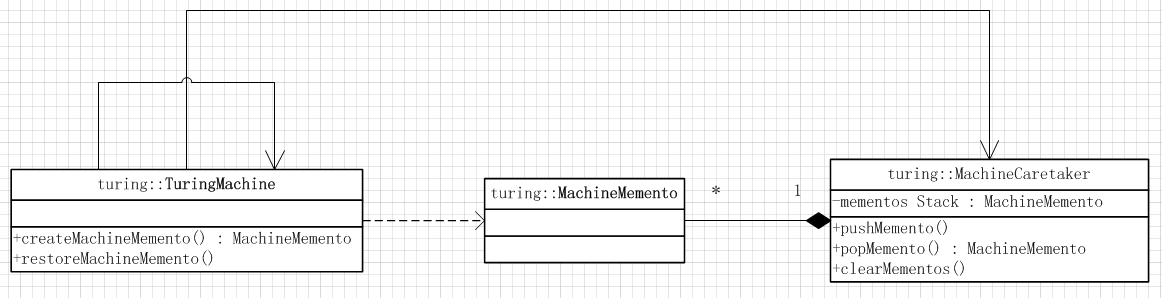 turing::TuringMachine
+createMachineMemento() : MachineMemento
+restoreMachineMemento()
turing::MachineMemento
*
1
turing::MachineCaretaker
-mementos Stack : MachineMemento
+pushMemento()
+popMemento() : MachineMemento
+clearMementos()